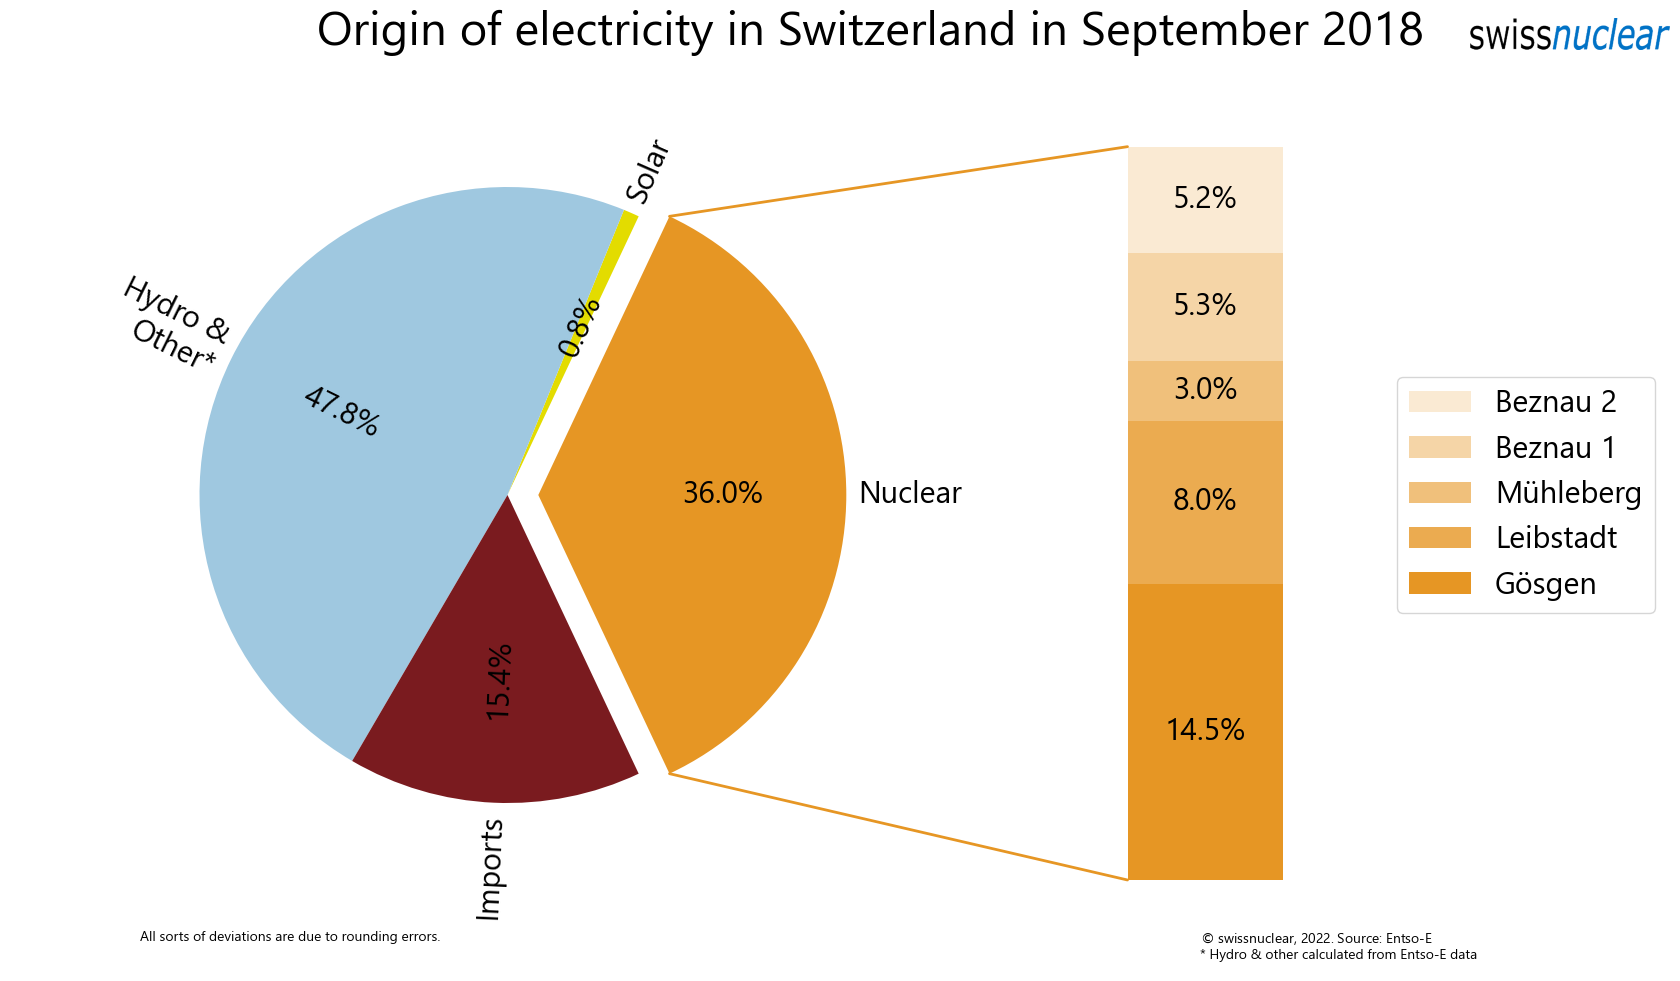 Origin of electricity in Switzerland in September 2018
swissnuclear
Solar
0.8%
Hydro &
Other*
47.8%
36.0%
Nuclear
15.4%
Imports
5.2%
5.3%
3.0%
8.0%
14.5%
Beznau 2
Beznau 1
Mühleberg
Leibstadt
Gösgen
All sorts of deviations are due to rounding errors.
© swissnuclear, 2022. Source: Entso-E
* Hydro & other calculated from Entso-E data